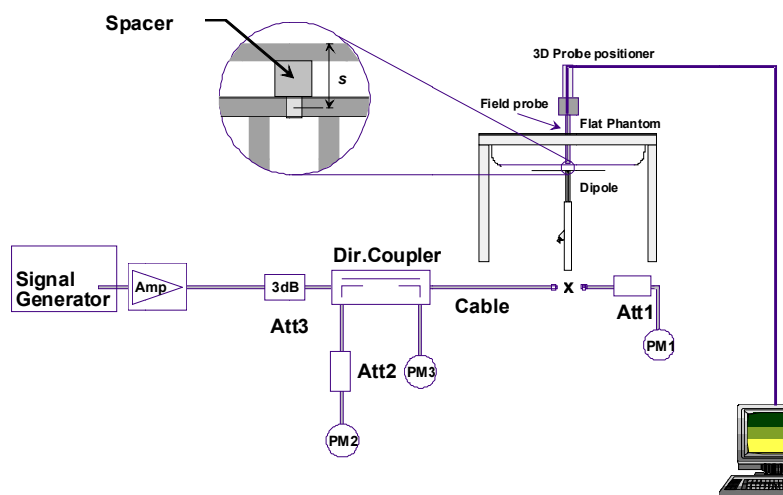 Spacer
s
3D Probe positioner
Field probe
Flat Phantom
Dipole
Signal
Generator
Amp
3dB
Att3
Dir.Coupler
Cable
x
Att1
PM1
Att2
PM3
PM2